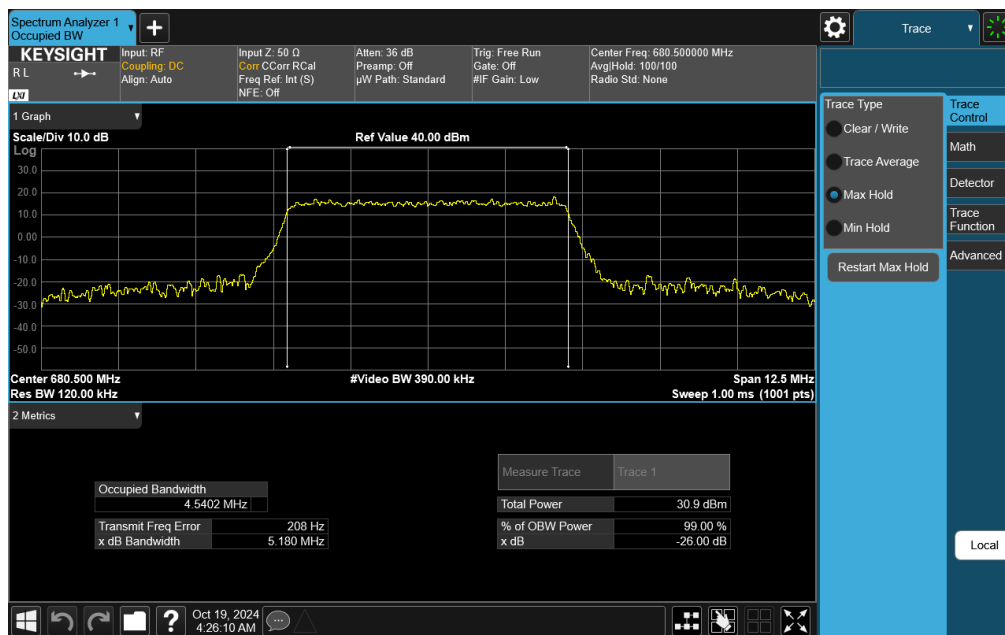 Spectrum Analyzer 1
Occupied BW
Trace
KEYSIGHT
R L
LXI
Input: RF
Coupling: DC
Align: Auto
Input Z: 50 Ω
Corr CCorr RCal
Freq Ref: Int (S)
NFE: Off
Atten: 36 dB
Preamp: Off
µW Path: Standard
Trig: Free Run
Gate: Off
#IF Gain: Low
Center Freq: 680.500000 MHz
Avg|Hold: 100/100
Radio Std: None
1 Graph
Scale/Div 10.0 dB
Ref Value 40.00 dBm
Log
30.0
20.0
10.0
0.00
-10.0
-20.0
-30.0
-40.0
-50.0
Center 680.500 MHz
#Video BW 390.00 kHz
Span 12.5 MHz
Res BW 120.00 kHz
Sweep 1.00 ms (1001 pts)
2 Metrics
Occupied Bandwidth
4.5402 MHz
Transmit Freq Error 208 Hz
x dB Bandwidth 5.180 MHz
Measure Trace Trace 1
Total Power 30.9 dBm
% of OBW Power 99.00 %
x dB -26.00 dB
Trace Type
Clear / Write
Trace Average
Max Hold
Min Hold
Restart Max Hold
Trace
Control
Math
Detector
Trace
Function
Advanced
Local
?
Oct 19, 2024
4:26:10 AM